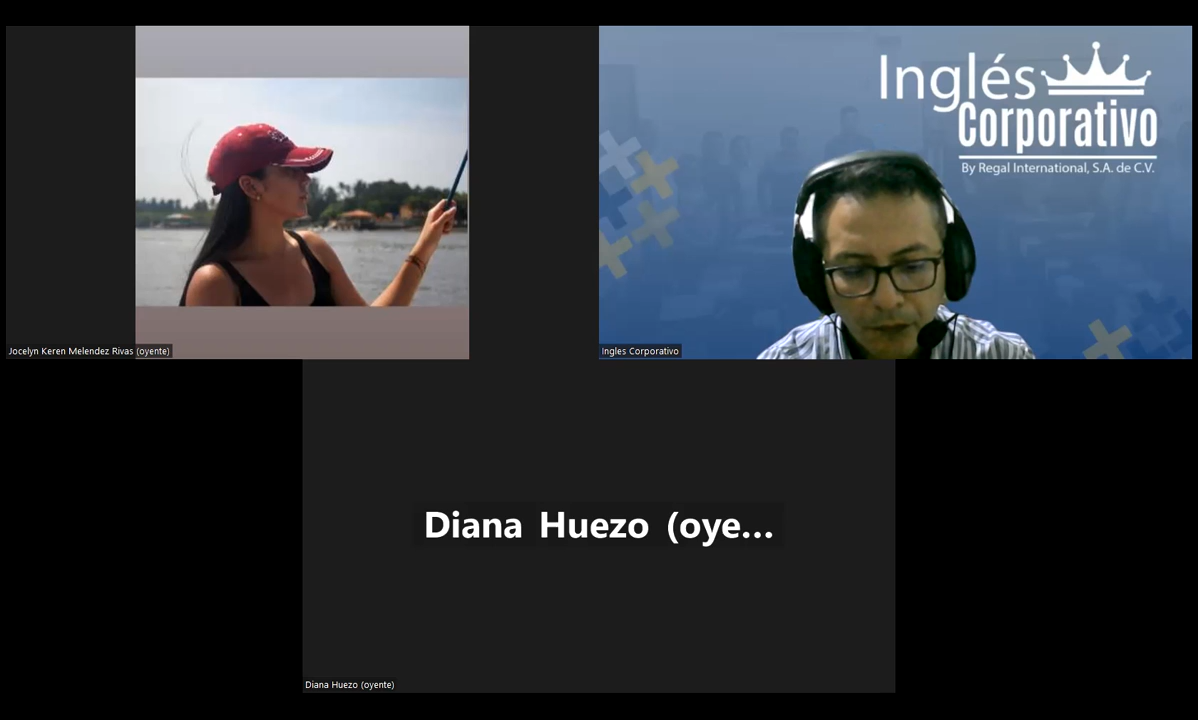 Inglés
Corporativo
By Regal International, S.A. de C.V.
Jocelyn Keren Melendez Rivas (oyente)
Ingles Corporativo
Diana Huezo (oye...
Diana Huezo (oyente)